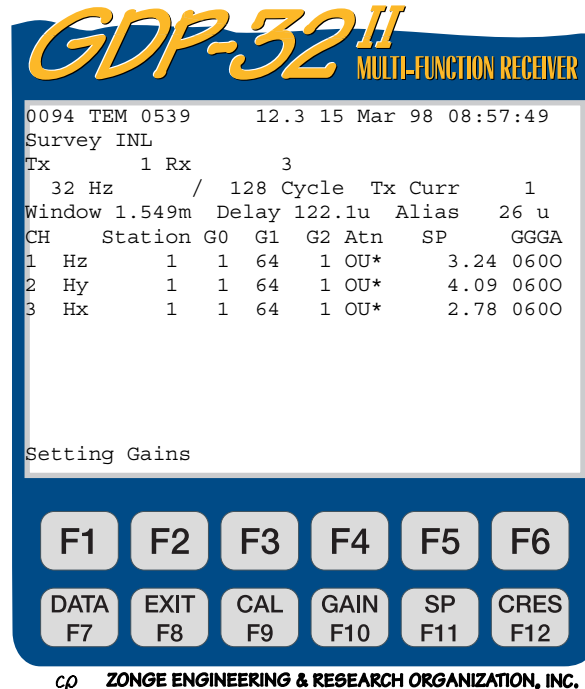 GDP-32 II
MULTI-FUNCTION RECEIVER
0094 TEM 0539 12.3 15 Mar 98 08:57:49
Survey INL
Tx 1 Rx 3
32 Hz / 128 Cycle Tx Curr 1
Window 1.549m Delay 122.1u Alias 26 u
CH Station G0 G1 G2 Atn SP GGGA
1 Hz 1 1 64 1 OU* 3.24 060O
2 Hy 1 1 64 1 OU* 4.09 060O
3 Hx 1 1 64 1 OU* 2.78 060O
Setting Gains
F1 F2 F3 F4 F5 F6
DATA EXIT CAL GAIN SP CRES
F7 F8 F9 F10 F11 F12
ZONGE ENGINEERING & RESEARCH ORGANIZATION, INC.